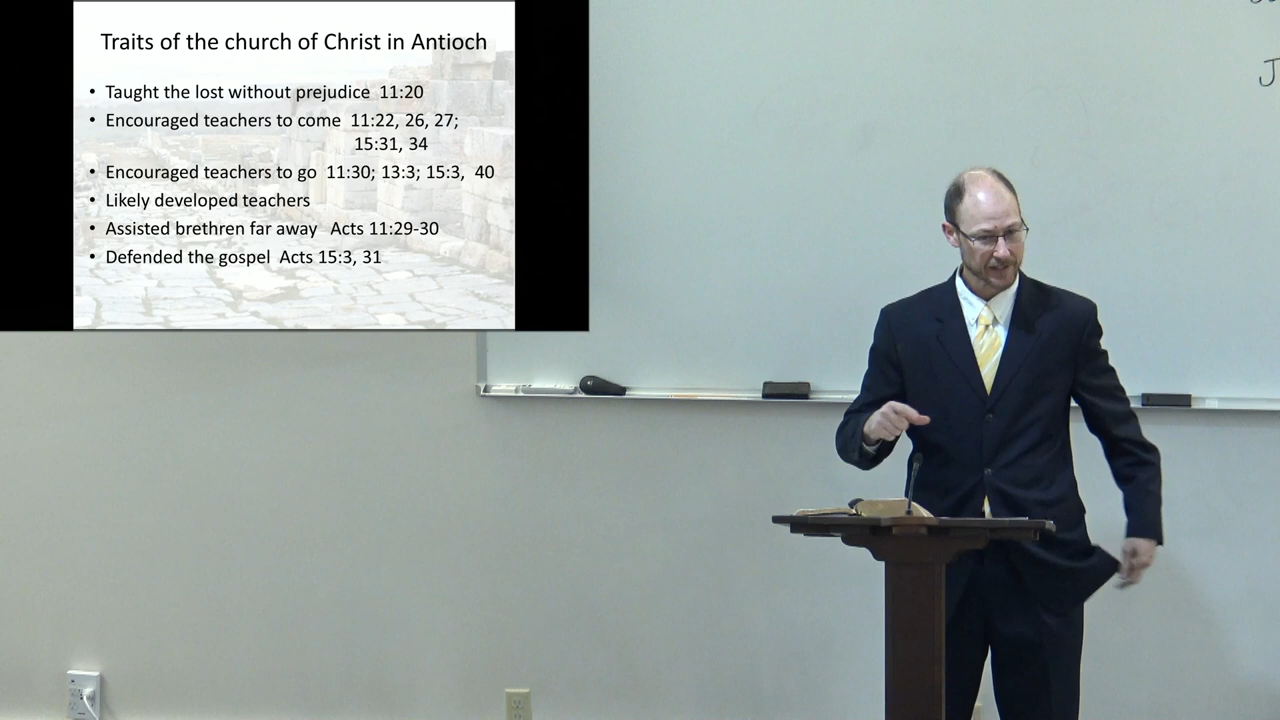 Traits of the church of Christ in Antioch
• Taught the lost without prejudice 11:20
• Encouraged teachers to come 11:22, 26, 27;
15:31, 34
• Encouraged teachers to go 11:30; 13:3; 15:3, 40
• Likely developed teachers
• Assisted brethren far away Acts 11:29-30
• Defended the gospel Acts 15:3, 31
J